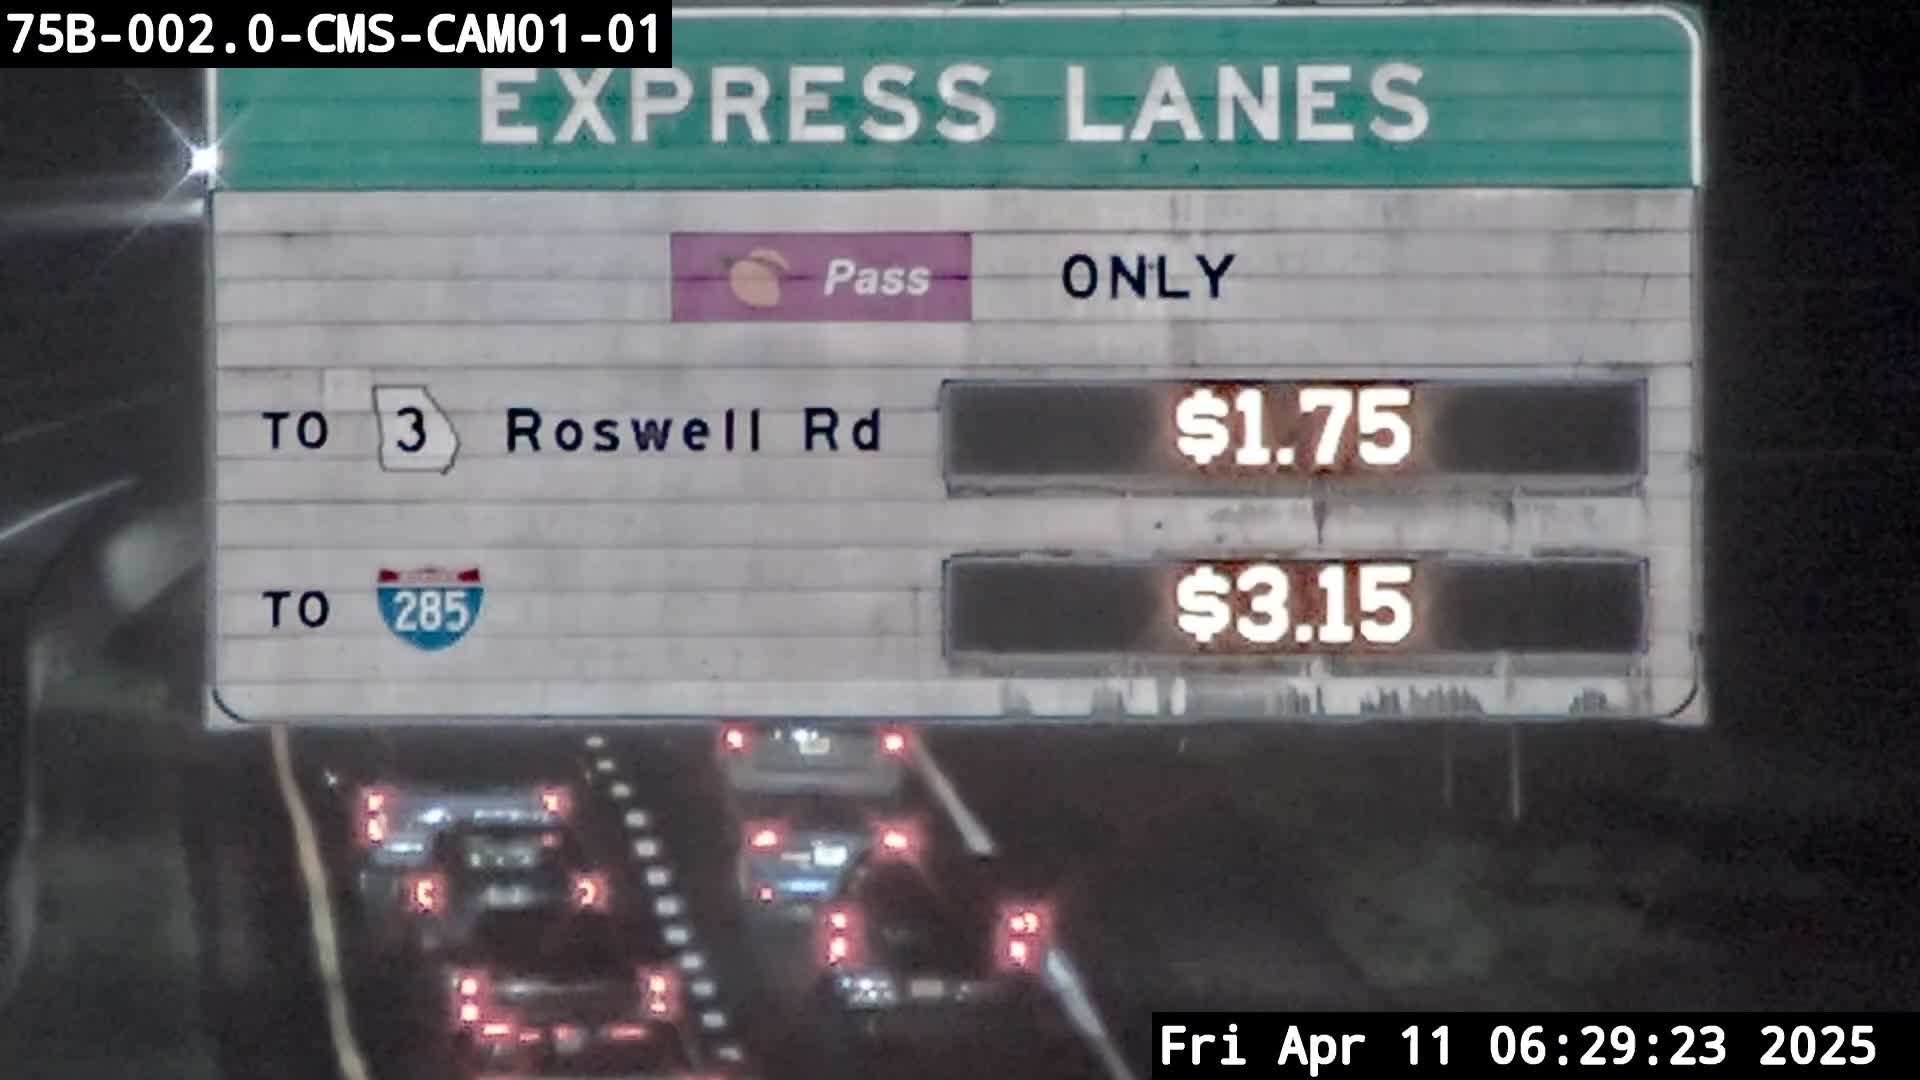 75B-002.0-CMS-CAM01-01
EXPRESS LANES
Pass ONLY
TO 3 Roswell Rd $1.75
TO 285 $3.15
Fri Apr 11 06:29:23 2025